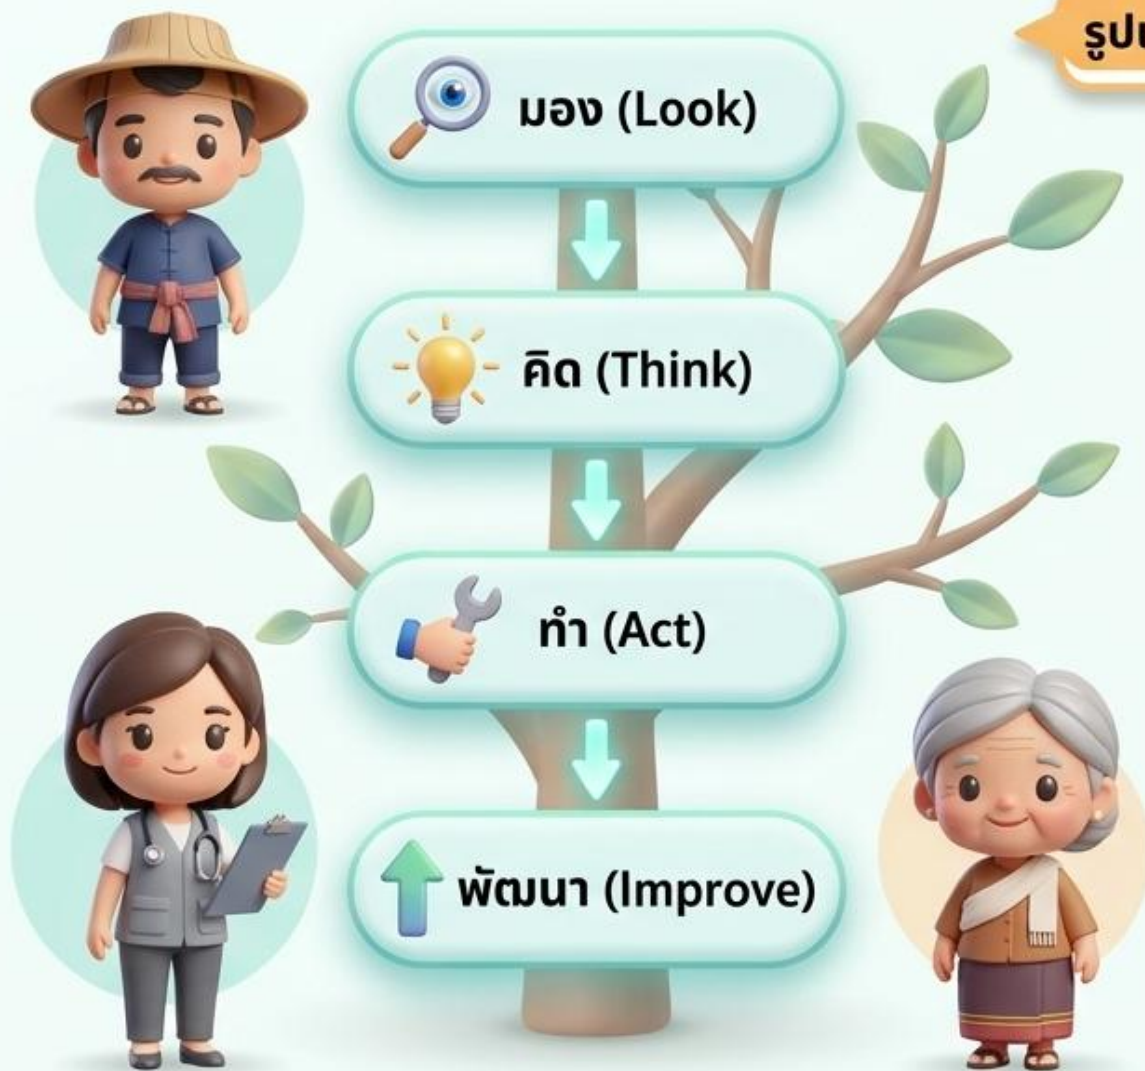 มอง (Look)
คิด (Think)
ทำ (Act)
พัฒนา (Improve)